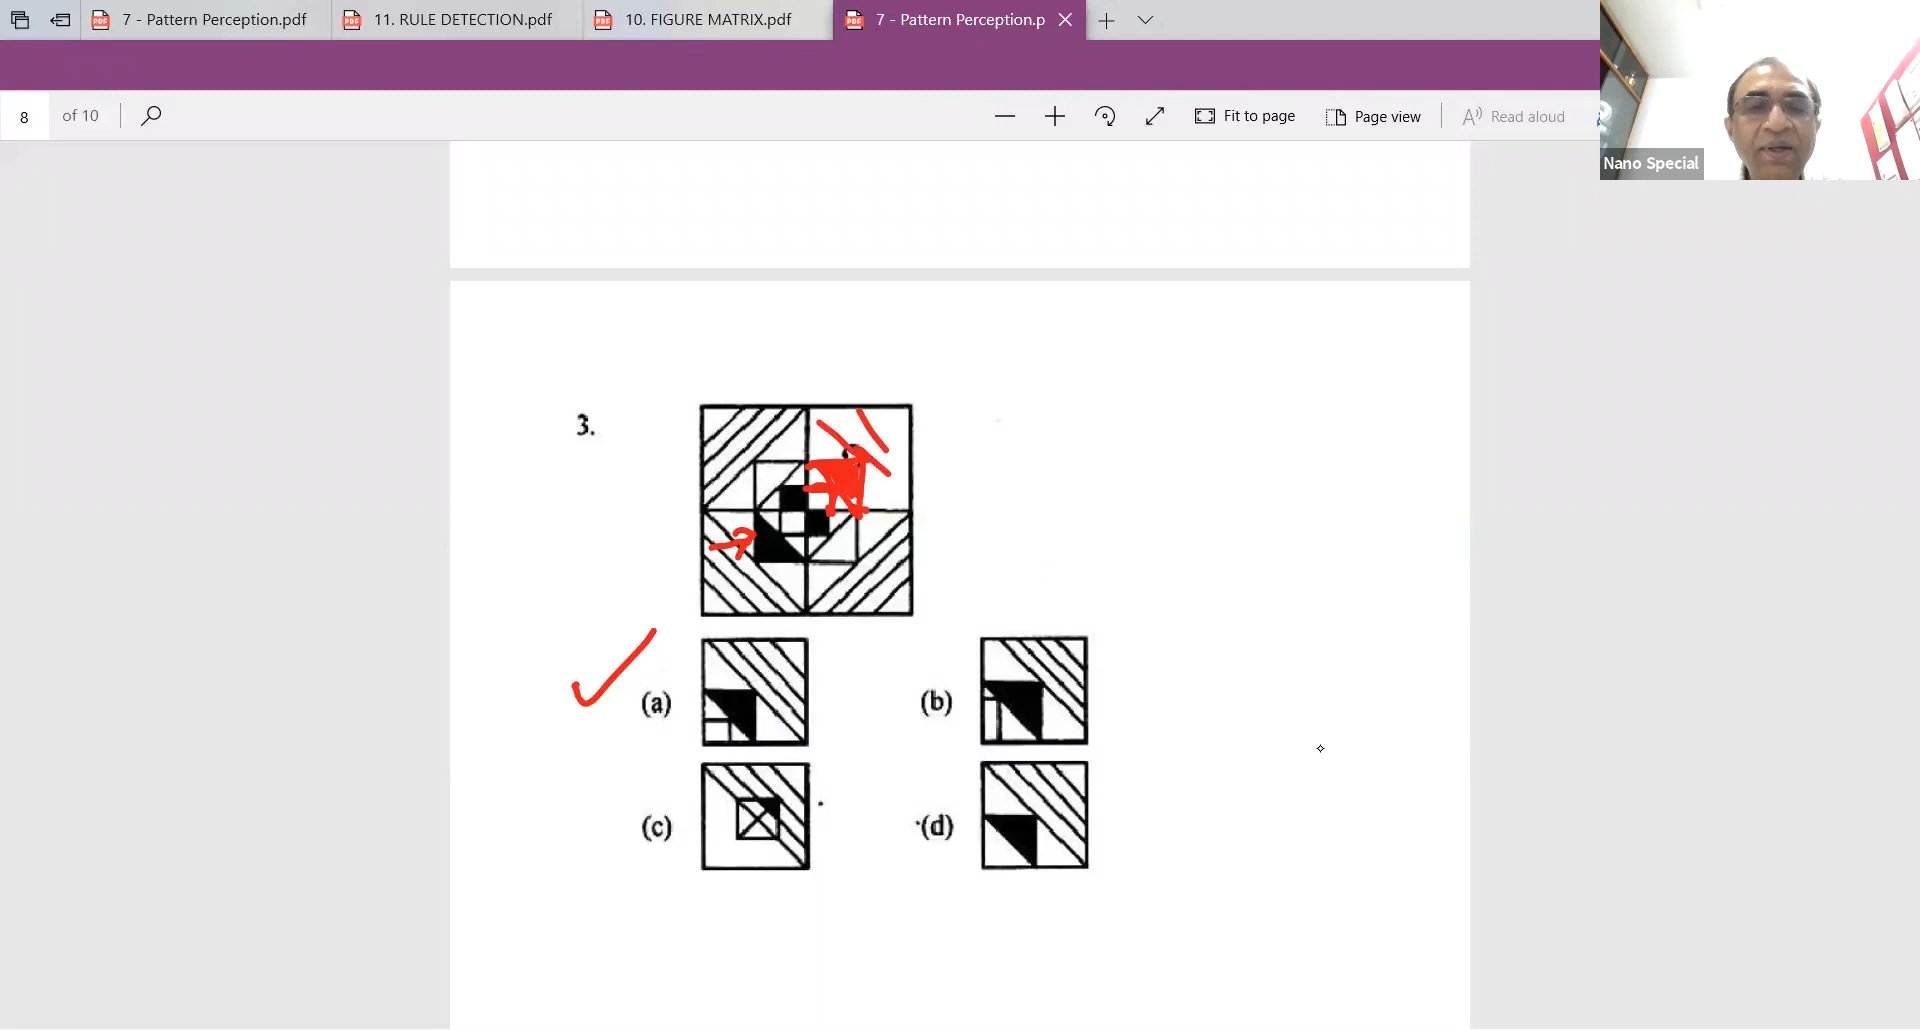 7 - Pattern Perception.pdf
11. RULE DETECTION.pdf
10. FIGURE MATRIX.pdf
7 - Pattern Perception.p
8 of 10
Fit to page
Page view
Read aloud
Nano Special
3.
(a)
(b)
(c)
(d)